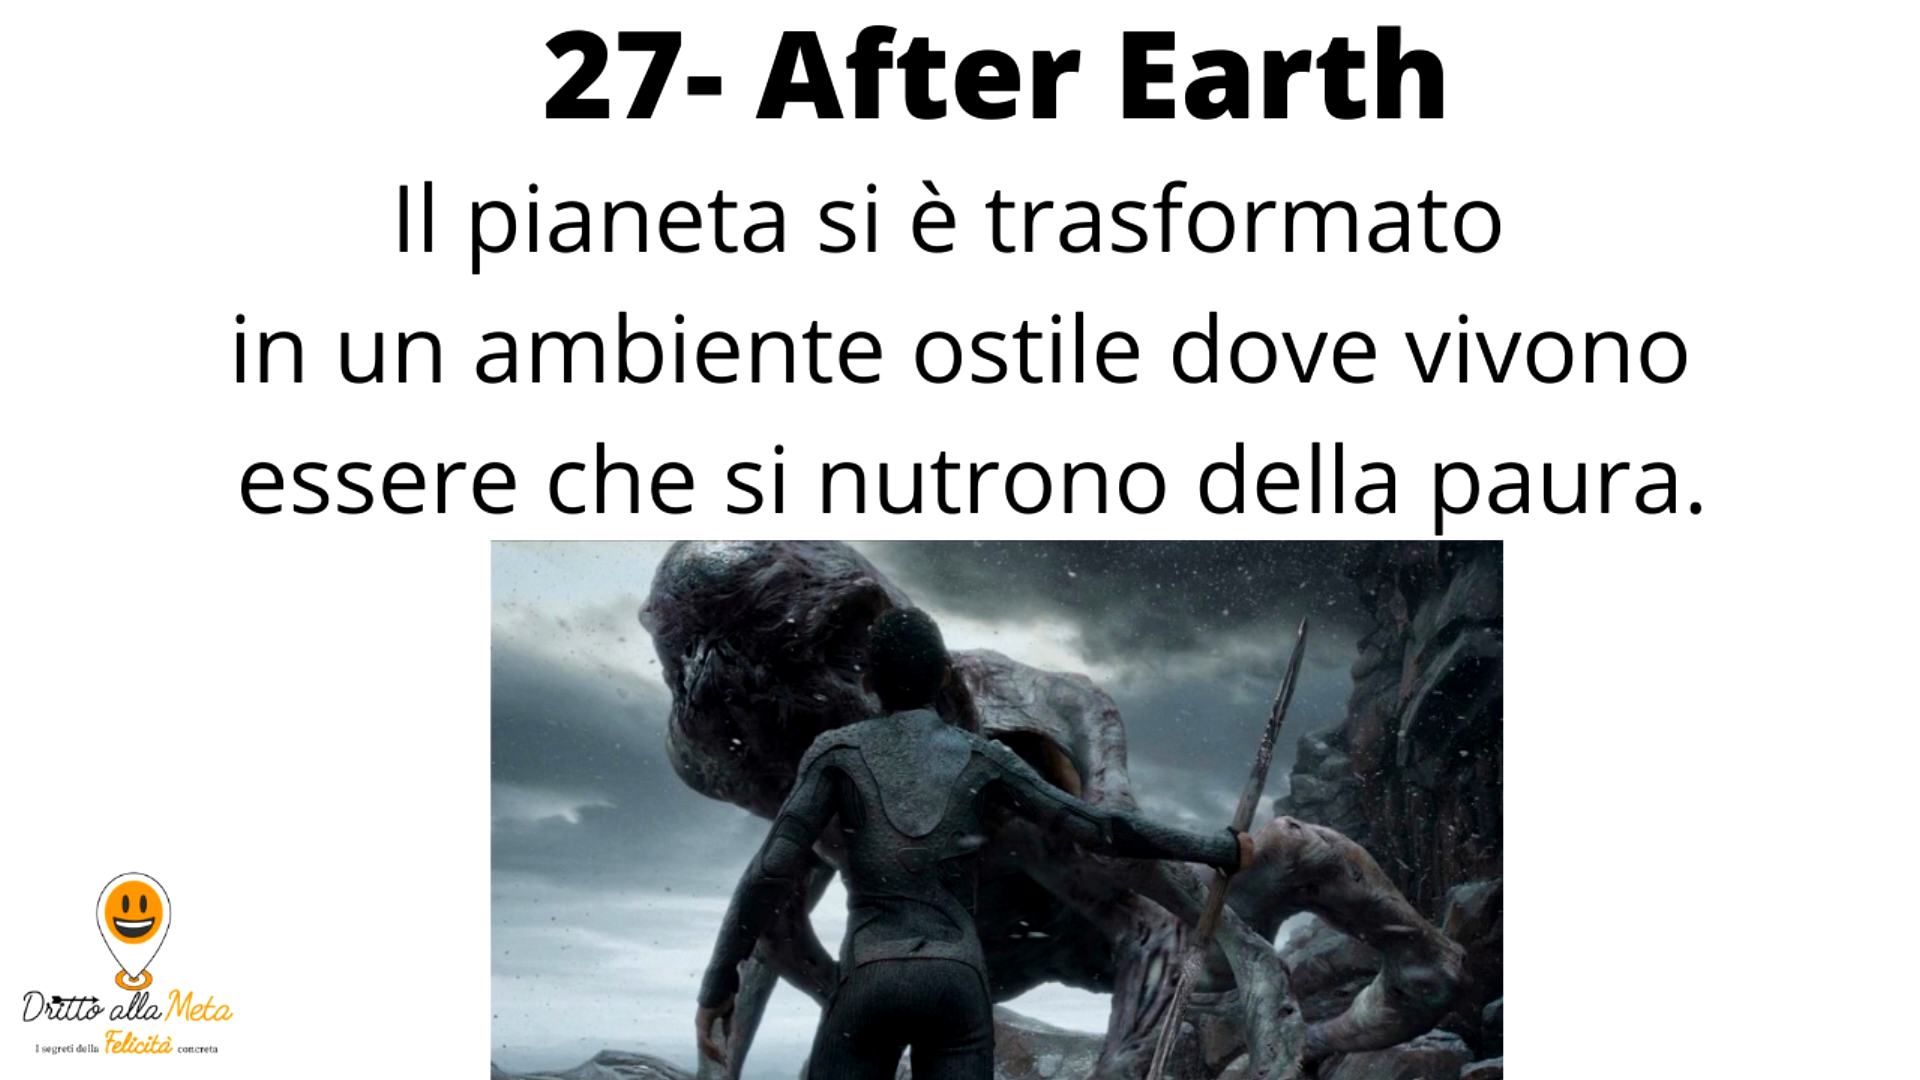 27- After Earth
Il pianeta si è trasformato
in un ambiente ostile dove vivono
essere che si nutrono della paura.
Dritto alla Meta
I segreti della Felicità concreta